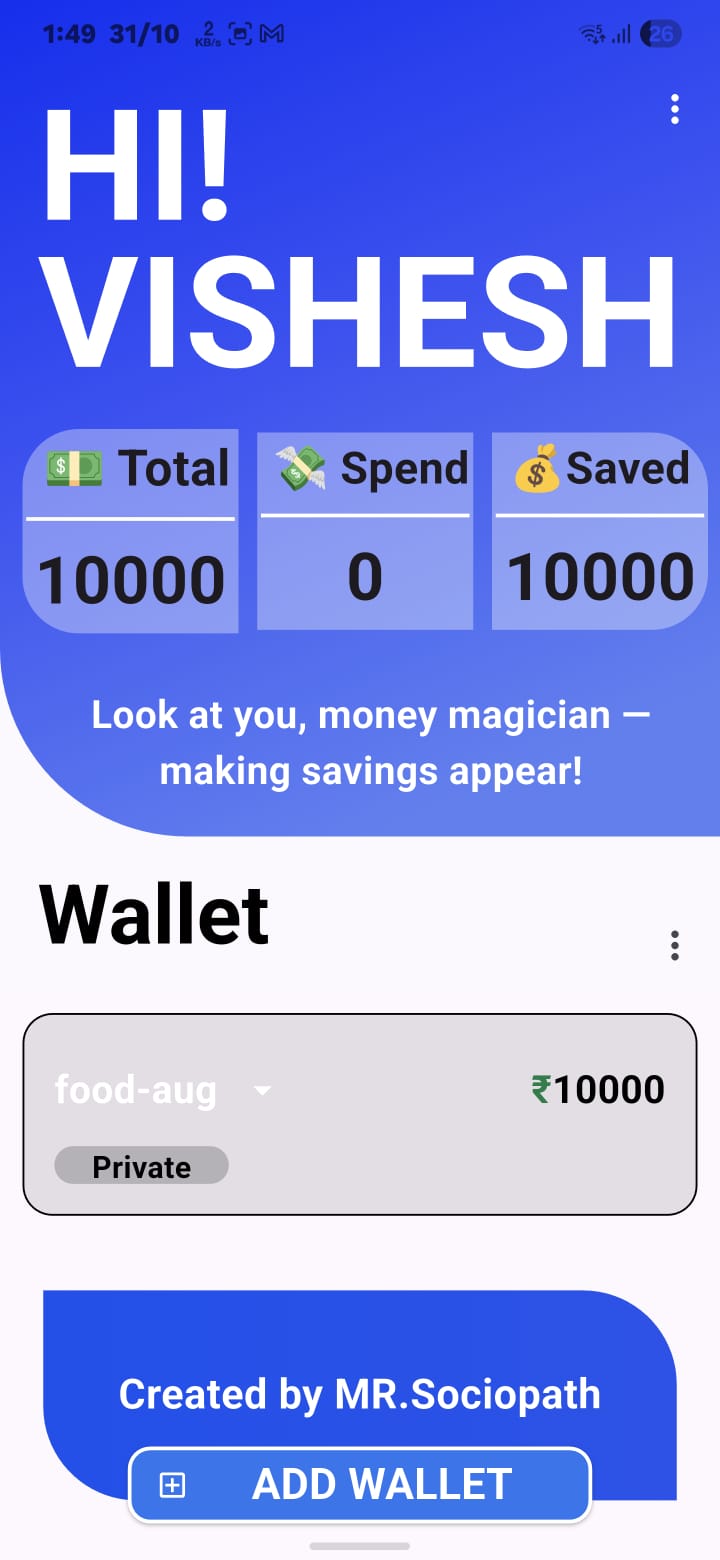 1:49 31/10 2 KB/s 5 26
HI!
VISHESH
Total Spend Saved
10000 0 10000
Look at you, money magician —
making savings appear!
Wallet
food-aug ₹10000
Private
Created by MR.Sociopath
ADD WALLET